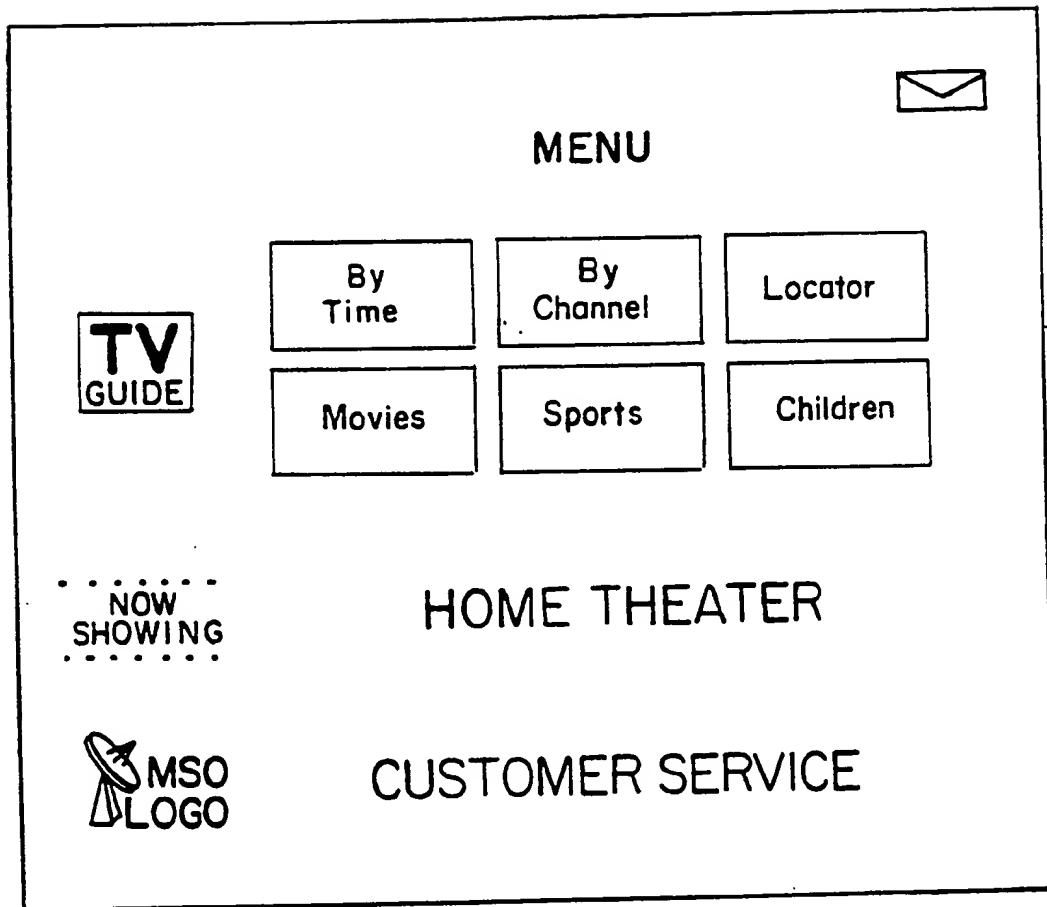 MENU
By
Time
By
Channel
Locator
TV
GUIDE
Movies
Sports
Children
NOW
SHOWING
HOME THEATER
MSO
LOGO
CUSTOMER SERVICE